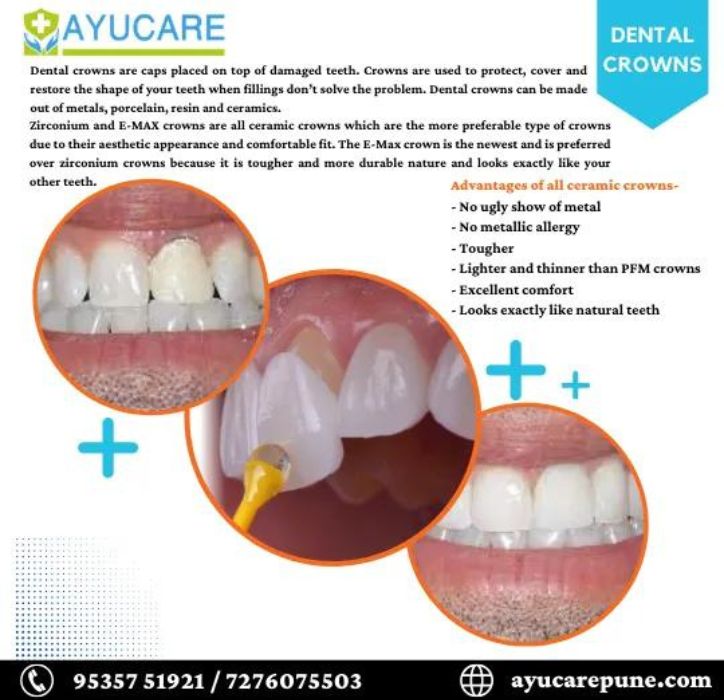 AYUCARE
DENTAL
CROWNS
Dental crowns are caps placed on top of damaged teeth. Crowns are used to protect, cover and
restore the shape of your teeth when fillings don't solve the problem. Dental crowns can be made
out of metals, porcelain, resin and ceramics.
Zirconium and E-MAX crowns are all ceramic crowns which are the more preferable type of crowns
due to their aesthetic appearance and comfortable fit. The E-Max crown is the newest and is preferred
over zirconium crowns because it is tougher and more durable nature and looks exactly like your
other teeth.
Advantages of all ceramic crowns-
- No ugly show of metal
- No metallic allergy
- Tougher
- Lighter and thinner than PFM crowns
- Excellent comfort
- Looks exactly like natural teeth
95357 51921 / 7276075503
ayucarepune.com